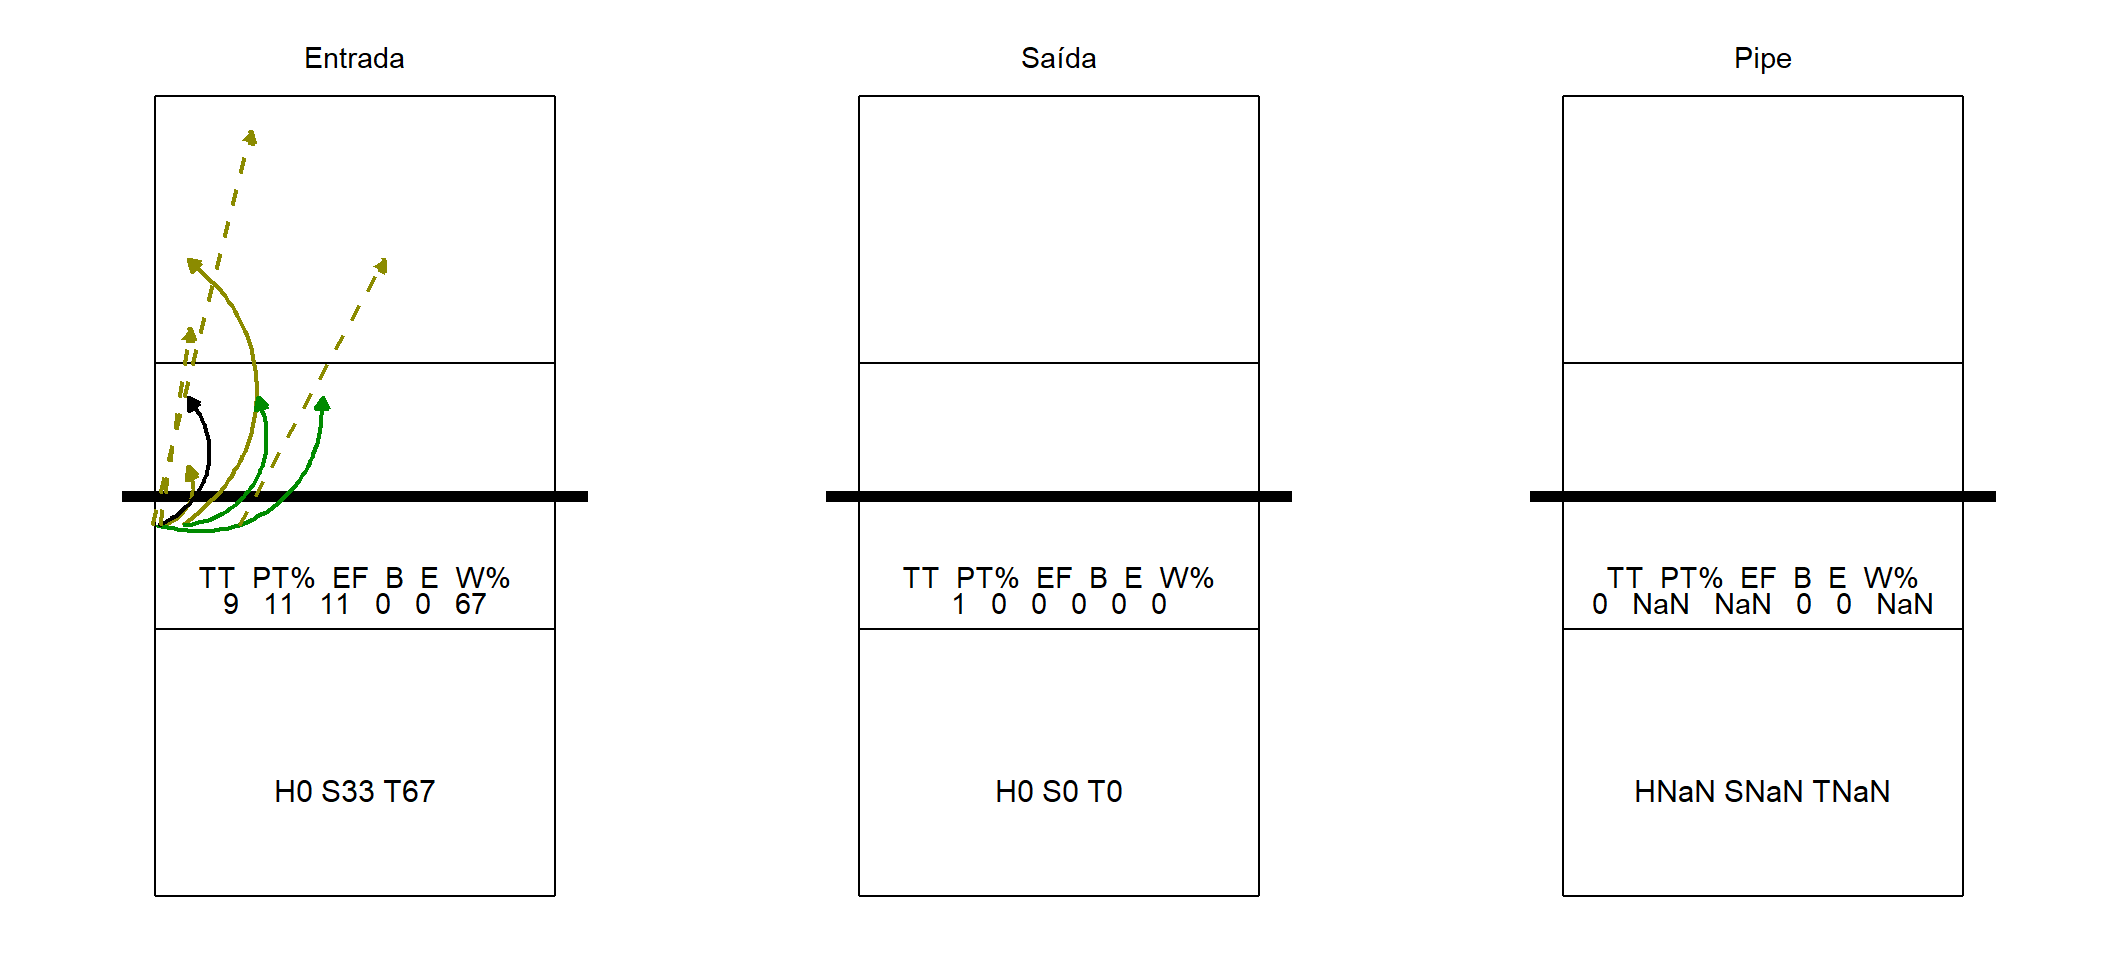 Entrada
TT PT% EF B E W%
9 11 11 0 0 67
H0 S33 T67
Saída
TT PT% EF B E W%
1 0 0 0 0 0
H0 S0 T0
Pipe
TT PT% EF B E W%
0 NaN NaN 0 0 NaN
HNaN SNaN TNaN